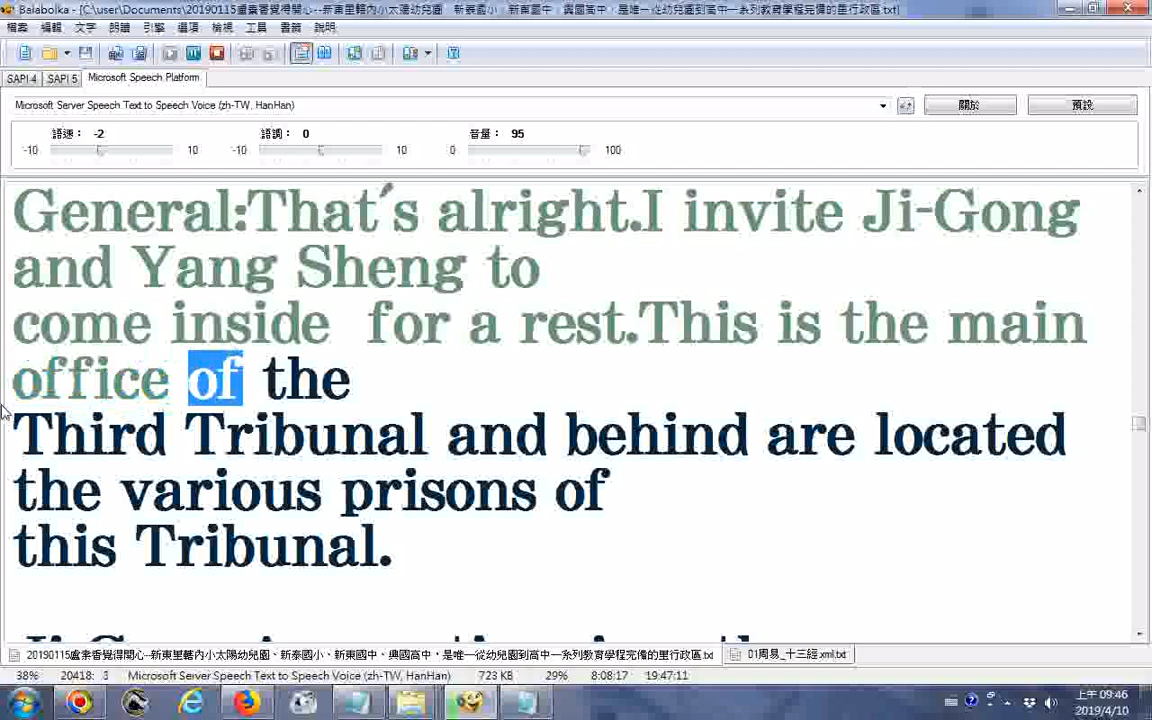 Balabolka - [C:\user\Documents\20190115盧素香覺得開心--新東里轄內小太陽幼兒園、新泰國小、新東國中、興國高中，是唯一從幼兒園到高中一系列教育學程完備的里行政區.txt]
檔案 編輯 文字 朗讀 引擎 選項 檢視 工具 書籤 說明
SAPI 4 SAPI 5 Microsoft Speech Platform
Microsoft Server Speech Text to Speech Voice (zh-TW, HanHan) 關於 預設
語速： -2 語調： 0 音量： 95
-10 10 -10 10 0 100
General:That´s alright.I invite Ji-Gong
and Yang Sheng to
come inside  for a rest.This is the main
office of the
Third Tribunal and behind are located
the various prisons of
this Tribunal.
20190115盧素香覺得開心--新東里轄內小太陽幼兒園、新泰國小、新東國中、興國高中，是唯一從幼兒園到高中一系列教育學程完備的里行政區.txt 01周易_十三經.xml.txt
38% 20418: 3 Microsoft Server Speech Text to Speech Voice (zh-TW, HanHan) 723 KB 29% 8:08:17 19:47:11
上午 09:46
2019/4/10